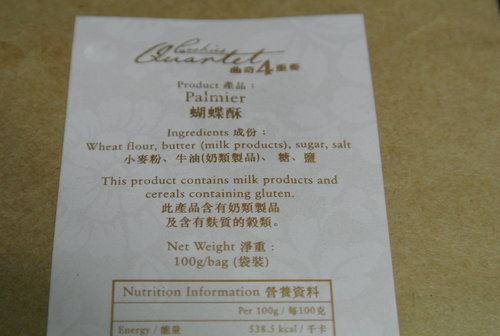 Cookies
Quartet
曲奇4重奏
Product 產品：
Palmier
蝴蝶酥
Ingredients 成份：
Wheat flour, butter (milk products), sugar, salt
小麥粉、牛油(奶類製品)、糖、鹽
This product contains milk products and
cereals containing gluten.
此產品含有奶類製品
及含有麩質的穀類。
Net Weight 淨重：
100g/bag (袋裝)
Nutrition Information 營養資料
Per 100g / 每100克
Energy / 能量 538.5 kcal / 千卡